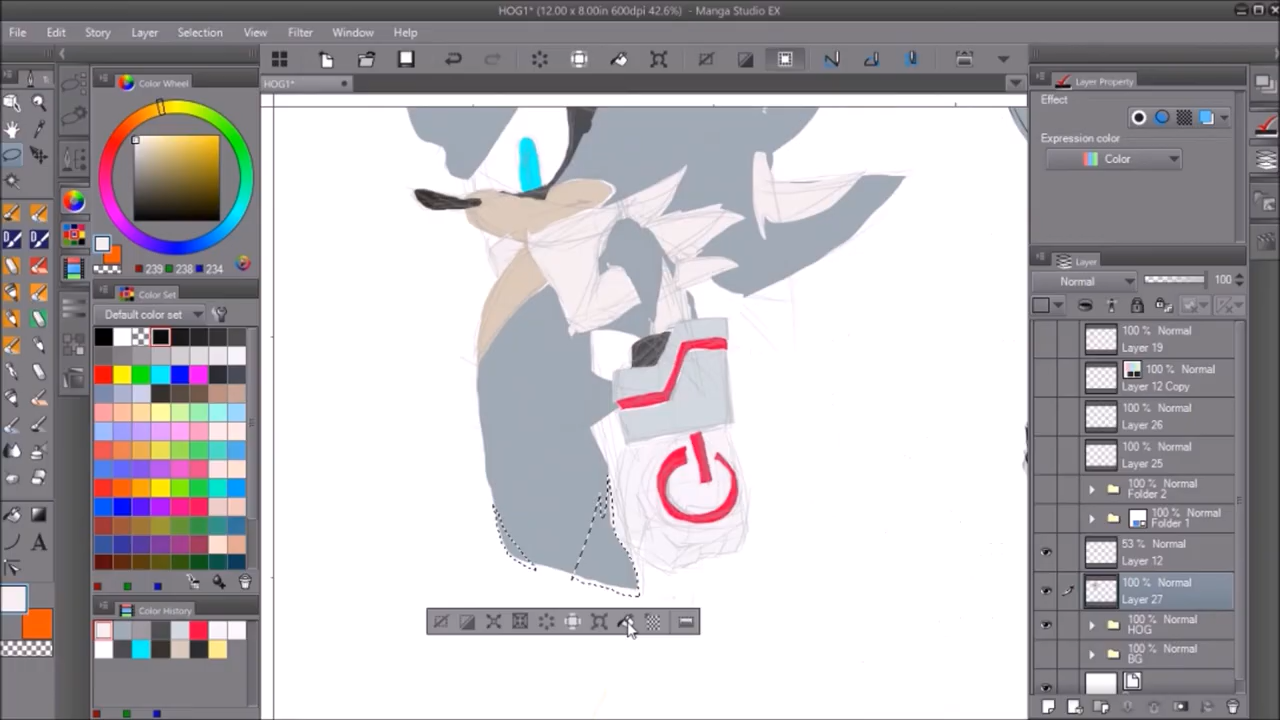 HOG1* (12.00 x 8.00in 600dpi 42.6%) - Manga Studio EX
File Edit Story Layer Selection View Filter Window Help
HOG1*
Color Wheel
239 238 234
Color Set
Default color set
Color History
A
Layer Property
Effect
Expression color
Color
Layer
Normal 100
100 % Normal
Layer 19
100 % Normal
Layer 12 Copy
100 % Normal
Layer 26
100 % Normal
Layer 25
100 % Normal
Folder 2
100 % Normal
Folder 1
53 % Normal
Layer 12
100 % Normal
Layer 27
100 % Normal
HOG
100 % Normal
BG